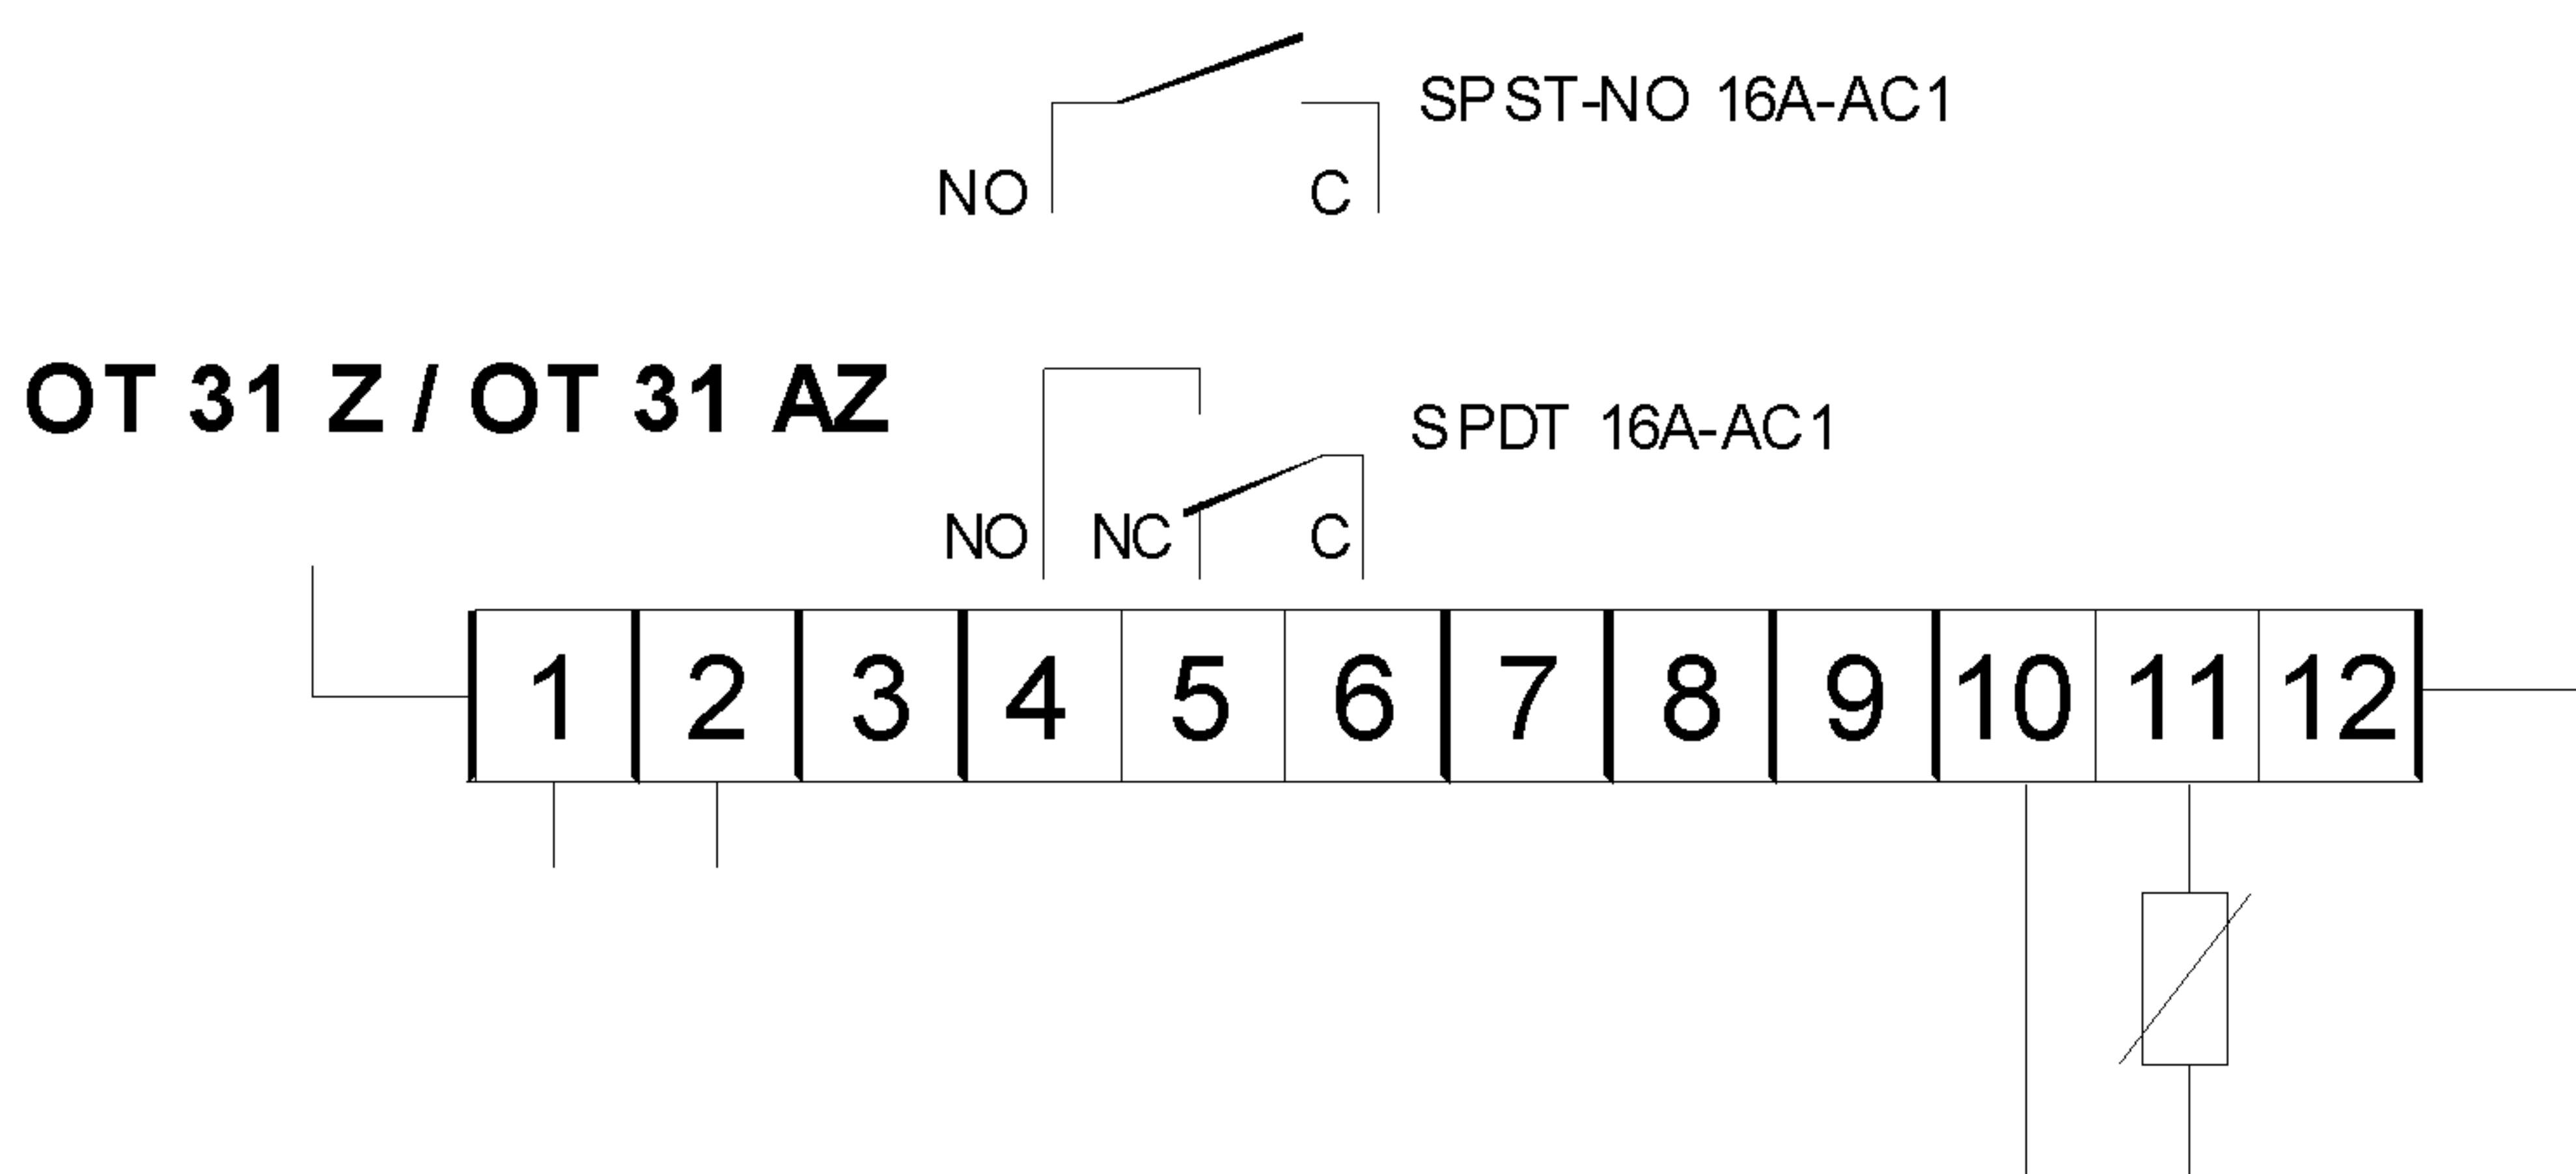 SPST-NO 16A-AC1
NO C
OT 31 Z / OT 31 AZ
SPDT 16A-AC1
NO NC C
1 2 3 4 5 6 7 8 9 10 11 12